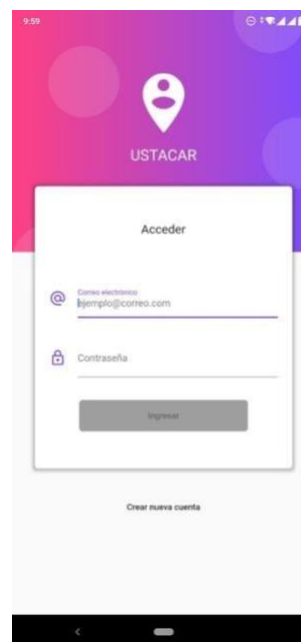 9:59
USTACAR
Acceder
Correo electrónico
ejemplo@correo.com
Contraseña
Ingresar
Crear nueva cuenta